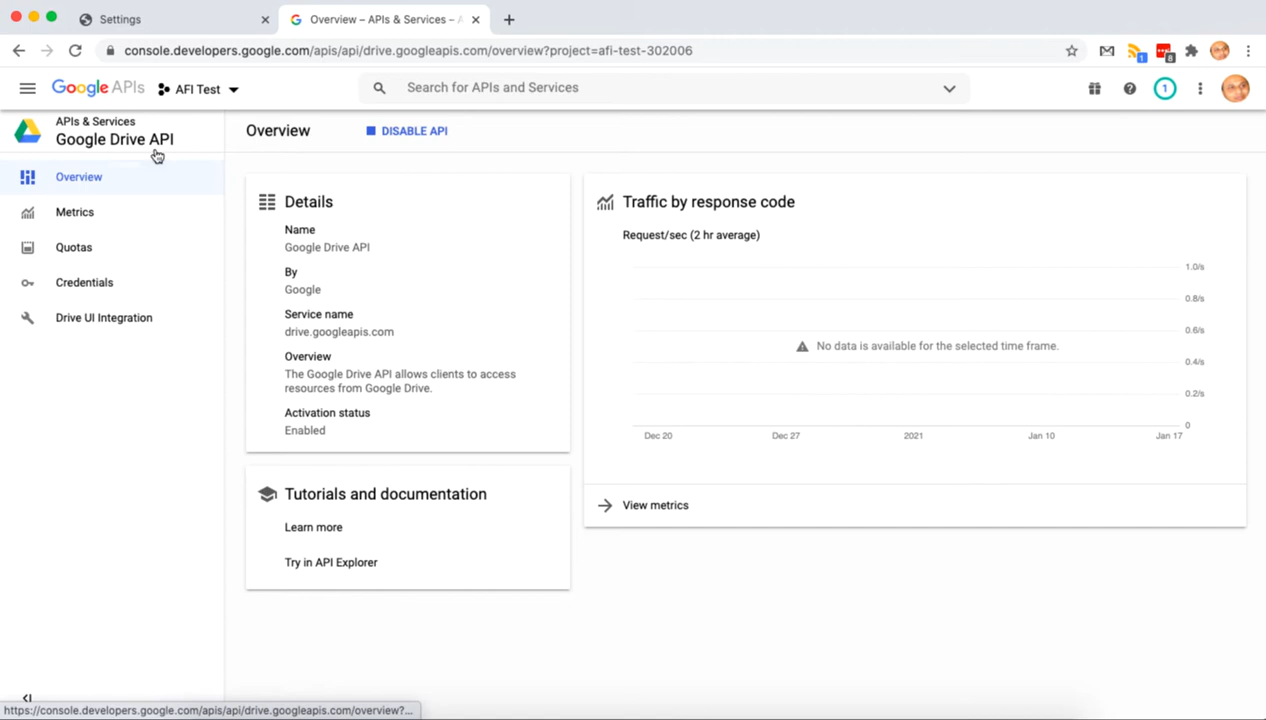 Settings
Overview – APIs & Services –
console.developers.google.com/apis/api/drive.googleapis.com/overview?project=afi-test-302006
1
8
Google APIs
AFI Test
Search for APIs and Services
1
APIs & Services
Google Drive API
Overview
DISABLE API
Overview
Metrics
Quotas
Credentials
Drive UI Integration
Details
Name
Google Drive API
By
Google
Service name
drive.googleapis.com
Overview
The Google Drive API allows clients to access
resources from Google Drive.
Activation status
Enabled
Tutorials and documentation
Learn more
Try in API Explorer
Traffic by response code
Request/sec (2 hr average)
1.0/s
0.8/s
0.6/s
No data is available for the selected time frame.
0.4/s
0.2/s
0
Dec 20
Dec 27
2021
Jan 10
Jan 17
View metrics
https://console.developers.google.com/apis/api/drive.googleapis.com/overview?...